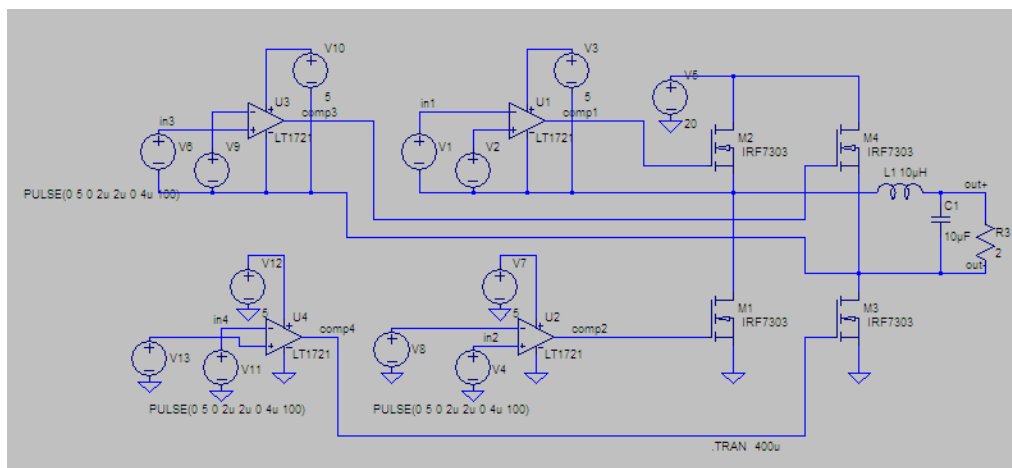 V10
V3
V5
U3
U1
in3
comp3
in1
comp1
5
5
20
M2
M4
LT1721
LT1721
IRF7303
IRF7303
V6
V9
V1
V2
L1 10µH
out+
PULSE(0 5 0 2u 2u 0 4u 100)
C1
10µF
R3
2
out-
V12
V7
5
U4
5
U2
in4
comp4
in2
comp2
M1
M3
IRF7303
IRF7303
LT1721
LT1721
V13
V11
V8
V4
PULSE(0 5 0 2u 2u 0 4u 100)
PULSE(0 5 0 2u 2u 0 4u 100)
.TRAN 400u